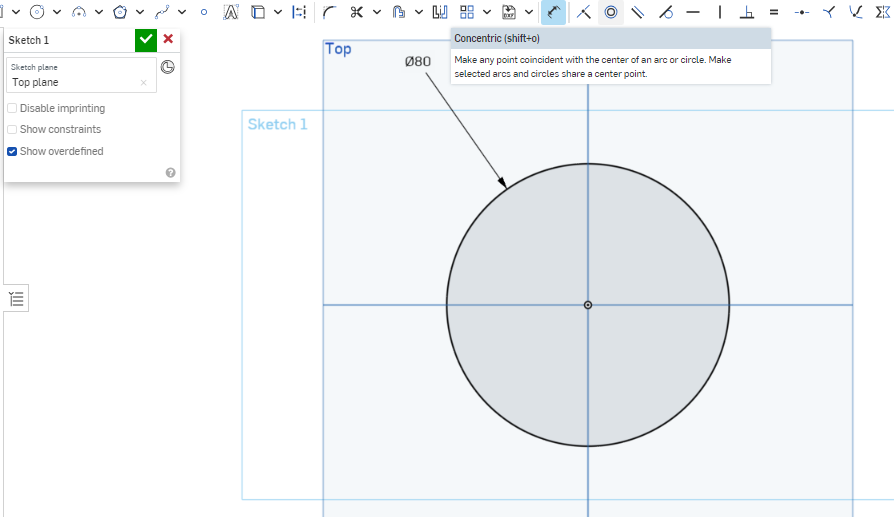 Sketch 1
Sketch plane
Top plane
Disable imprinting
Show constraints
Show overdefined
Concentric (shift+o)
Make any point coincident with the center of an arc or circle. Make
selected arcs and circles share a center point.
Top
Ø80
Sketch 1
DXF